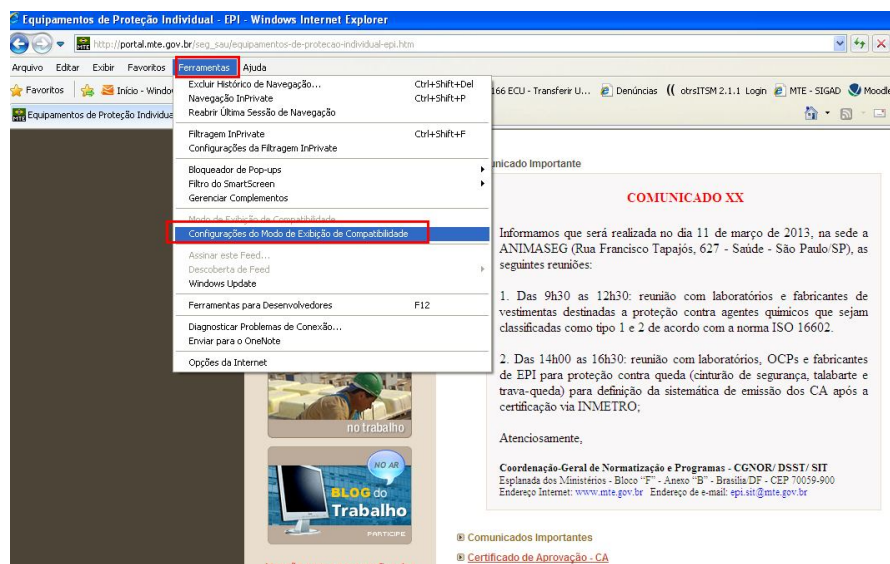 Equipamentos de Proteção Individual - EPI - Windows Internet Explorer
http://portal.mte.gov.br/seg_sau/equipamentos-de-protecao-individual-epi.htm
Arquivo Editar Exibir Favoritos Ferramentas Ajuda
Favoritos Início - Windo
166 ECU - Transferir U... Denúncias otrsITSM 2.1.1 Login MTE - SIGAD Moodle
Equipamentos de Proteção Individua
Excluir Histórico de Navegação... Ctrl+Shift+Del
Navegação InPrivate Ctrl+Shift+P
Reabrir Última Sessão de Navegação
Filtragem InPrivate Ctrl+Shift+F
Configurações da Filtragem InPrivate
Bloqueador de Pop-ups
Filtro do SmartScreen
Gerenciar Complementos
Modo de Exibição de Compatibilidade
Configurações do Modo de Exibição de Compatibilidade
Assinar este Feed...
Descoberta de Feed
Windows Update
Ferramentas para Desenvolvedores F12
Diagnosticar Problemas de Conexão...
Enviar para o OneNote
Opções da Internet
unicado Importante
COMUNICADO XX
Informamos que será realizada no dia 11 de março de 2013, na sede a
ANIMASEG (Rua Francisco Tapajós, 627 - Saúde - São Paulo/SP), as
seguintes reuniões:
1. Das 9h30 as 12h30: reunião com laboratórios e fabricantes de
vestimentas destinadas a proteção contra agentes químicos que sejam
classificadas como tipo 1 e 2 de acordo com a norma ISO 16602.
2. Das 14h00 as 16h30: reunião com laboratórios, OCPs e fabricantes
de EPI para proteção contra queda (cinturão de segurança, talabarte e
trava-queda) para definição da sistemática de emissão dos CA após a
certificação via INMETRO;
Atenciosamente,
Coordenação-Geral de Normatização e Programas - CGNOR/ DSST/ SIT
Esplanada dos Ministérios - Bloco “F” - Anexo “B” - Brasília/DF - CEP 70059-900
Endereço Internet: www.mte.gov.br Endereço de e-mail: epi.sit@mte.gov.br
no trabalho
NO AR
BLOG do
Trabalho
PARTICIPE
Comunicados Importantes
Certificado de Aprovação - CA